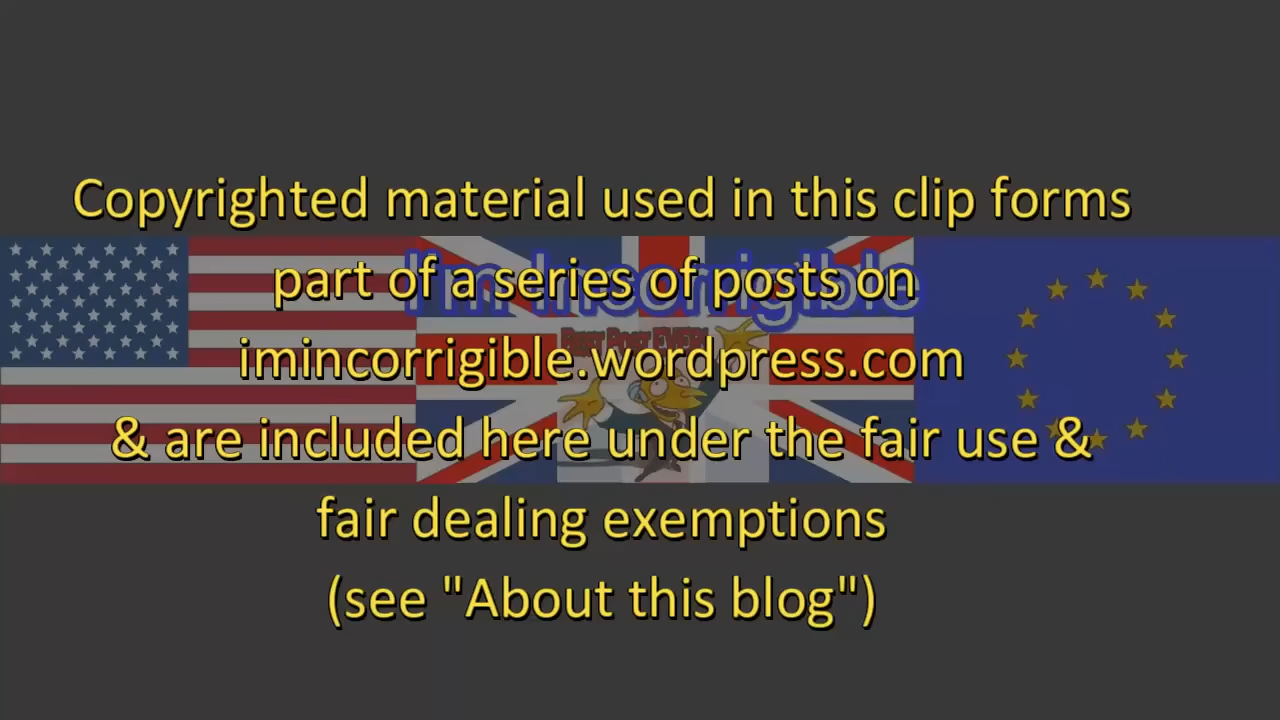 Copyrighted material used in this clip forms
part of a series of posts on
I'm Incorrigible
imincorrigible.wordpress.com
& are included here under the fair use &
fair dealing exemptions
(see "About this blog")